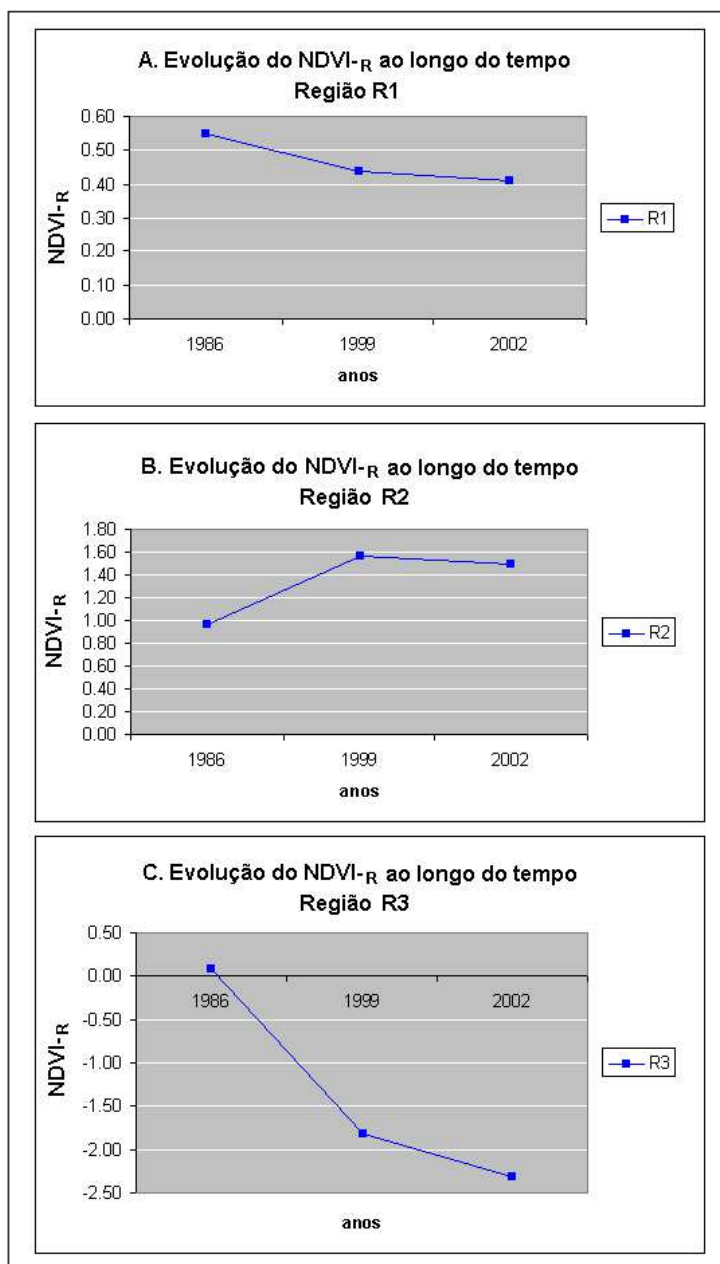 A. Evolução do NDVI-R ao longo do tempo
Região R1
0.60
0.50
0.40
0.30
0.20
0.10
0.00
NDVI-R
1986 1999 2002
anos
R1
B. Evolução do NDVI-R ao longo do tempo
Região R2
1.80
1.60
1.40
1.20
1.00
0.80
0.60
0.40
0.20
0.00
NDVI-R
1986 1999 2002
anos
R2
C. Evolução do NDVI-R ao longo do tempo
Região R3
0.50
0.00
-0.50
-1.00
-1.50
-2.00
-2.50
NDVI-R
1986 1999 2002
anos
R3